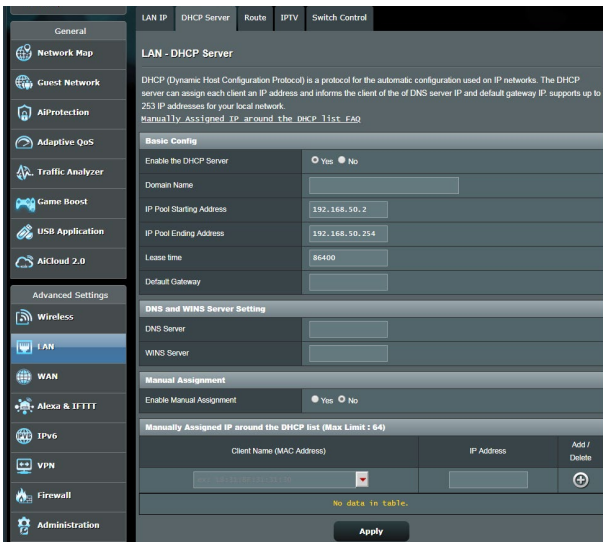 LAN IP DHCP Server Route IPTV Switch Control
General
Network Map
Guest Network
AiProtection
Adaptive QoS
Traffic Analyzer
Game Boost
USB Application
AiCloud 2.0
Advanced Settings
Wireless
LAN
WAN
Alexa & IFTTT
IPv6
VPN
Firewall
Administration
LAN - DHCP Server
DHCP (Dynamic Host Configuration Protocol) is a protocol for the automatic configuration used on IP networks. The DHCP
server can assign each client an IP address and informs the client of the of DNS server IP and default gateway IP. supports up to
253 IP addresses for your local network.
Manually Assigned IP around the DHCP list FAQ
Basic Config
Enable the DHCP Server Yes No
Domain Name
IP Pool Starting Address 192.168.50.2
IP Pool Ending Address 192.168.50.254
Lease time 86400
Default Gateway
DNS and WINS Server Setting
DNS Server
WINS Server
Manual Assignment
Enable Manual Assignment Yes No
Manually Assigned IP around the DHCP list (Max Limit : 64)
Client Name (MAC Address) IP Address Add /
Delete
No data in table.
Apply